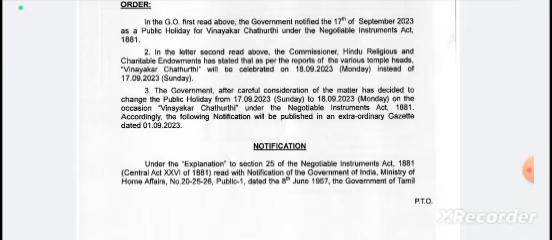 ORDER:
In the G.O. first read above, the Government notified the 17th of September 2023
as a Public Holiday for Vinayakar Chathurthi under the Negotiable Instruments Act,
1881.
2. In the letter second read above, the Commissioner, Hindu Religious and
Charitable Endowments has stated that as per the reports of the various temple heads,
"Vinayakar Chathurthi" will be celebrated on 18.09.2023 (Monday) instead of
17.09.2023 (Sunday).
3. The Government, after careful consideration of the matter has decided to
change the Public Holiday from 17.09.2023 (Sunday) to 18.09.2023 (Monday) on the
occasion "Vinayakar Chathurthi" under the Negotiable Instruments Act, 1881.
Accordingly, the following Notification will be published in an extra-ordinary Gazette
dated 01.09.2023.
NOTIFICATION
Under the "Explanation" to section 25 of the Negotiable Instruments Act, 1881
(Central Act XXVI of 1881) read with Notification of the Government of India, Ministry of
Home Affairs, No.20-25-26, Public-1, dated the 8th June 1957, the Government of Tamil
P.T.O.
XRecorder